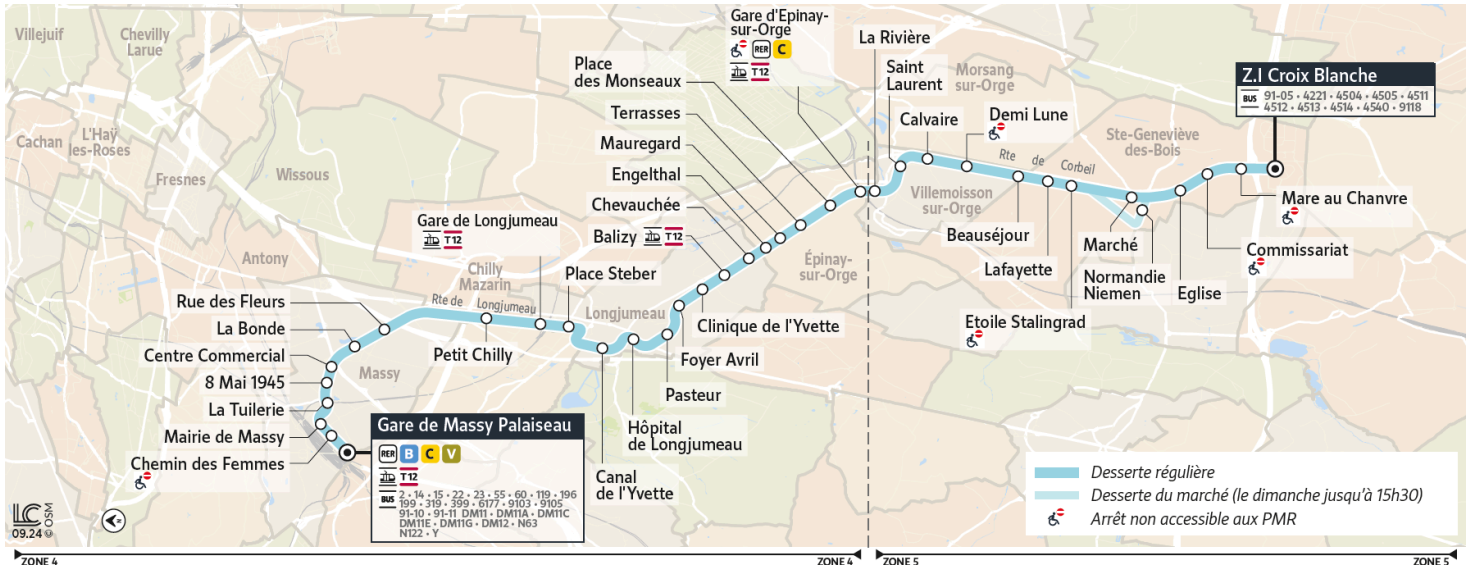 Villejuif
Chevilly
Larue
Cachan
L'Haÿ
les-Roses
Fresnes
Wissous
Antony
Chilly
Mazarin
Massy
Longjumeau
Épinay-
sur-Orge
Morsang
sur-Orge
Villemoisson
sur-Orge
Ste-Geneviève
des-Bois
Rte de Longjumeau
Rte de Corbeil
Gare de Massy Palaiseau
RER B C V
T12
BUS
2 • 14 • 15 • 22 • 23 • 55 • 60 • 119 • 196
199 • 319 • 399 • 6177 • 9103 • 9105
91-10 • 91-11 DM11 • DM11A • DM11C
DM11E • DM11G • DM12 • N63
N122 • Y
Chemin des Femmes
Mairie de Massy
La Tuilerie
8 Mai 1945
Centre Commercial
La Bonde
Rue des Fleurs
Petit Chilly
Gare de Longjumeau
T12
Place Steber
Canal
de l'Yvette
Hôpital
de Longjumeau
Pasteur
Foyer Avril
Clinique de l'Yvette
Balizy T12
Chevauchée
Engelthal
Mauregard
Terrasses
Place
des Monseaux
Gare d'Epinay-
sur-Orge
RER C
T12
La Rivière
Saint
Laurent
Calvaire
Demi Lune
Beauséjour
Lafayette
Etoile Stalingrad
Marché
Normandie
Niemen
Eglise
Commissariat
Mare au Chanvre
Z.I Croix Blanche
BUS
91-05 • 4221 • 4504 • 4505 • 4511
4512 • 4513 • 4514 • 4540 • 9118
Desserte régulière
Desserte du marché (le dimanche jusqu'à 15h30)
Arrêt non accessible aux PMR
LC
09.24 © OSM
N
ZONE 4
ZONE 4
ZONE 5
ZONE 5